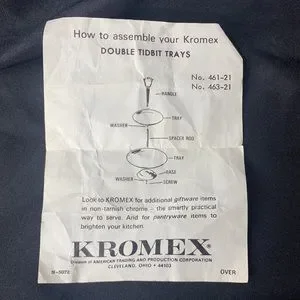 How to assemble your Kromex
DOUBLE TIDBIT TRAYS
No. 461-21
No. 463-21
HANDLE
TRAY
WASHER
SPACER ROD
TRAY
BASE
WASHER
SCREW
Look to KROMEX for additional giftware items
in non-tarnish chrome – the smartly practical
way to serve. And for pantryware items to
brighten your kitchen.
KROMEX®
Division of AMERICAN TRADING AND PRODUCTION CORPORATION
CLEVELAND, OHIO • 44103
OVER